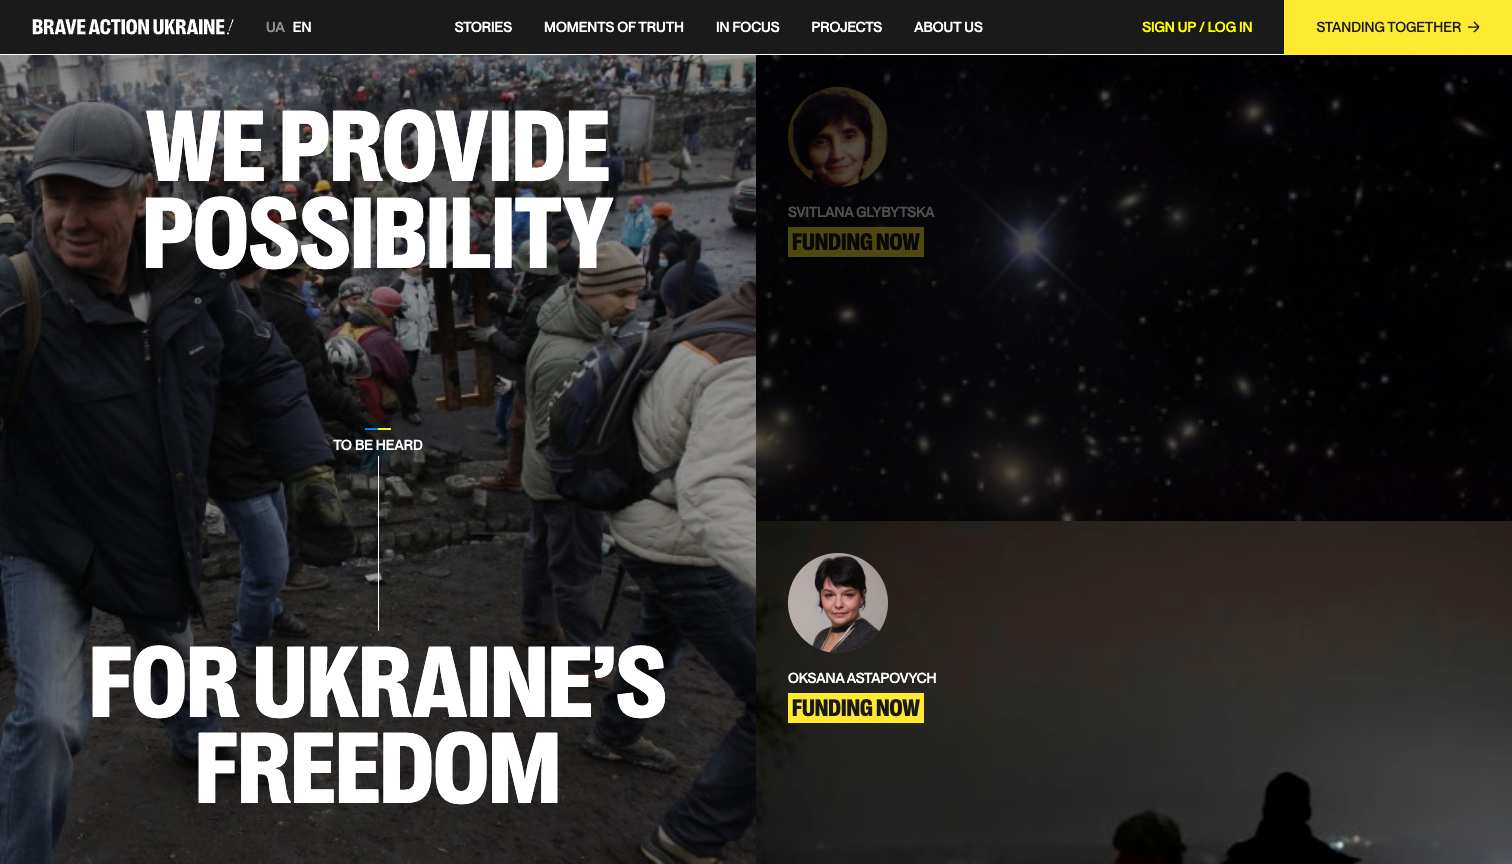 BRAVE ACTION UKRAINE/
UA EN
STORIES
MOMENTS OF TRUTH
IN FOCUS
PROJECTS
ABOUT US
SIGN UP / LOG IN
STANDING TOGETHER →
WE PROVIDE
POSSIBILITY
TO BE HEARD
FOR UKRAINE’S
FREEDOM
SVITLANA GLYBYTSKA
FUNDING NOW
OKSANA ASTAPOVYCH
FUNDING NOW